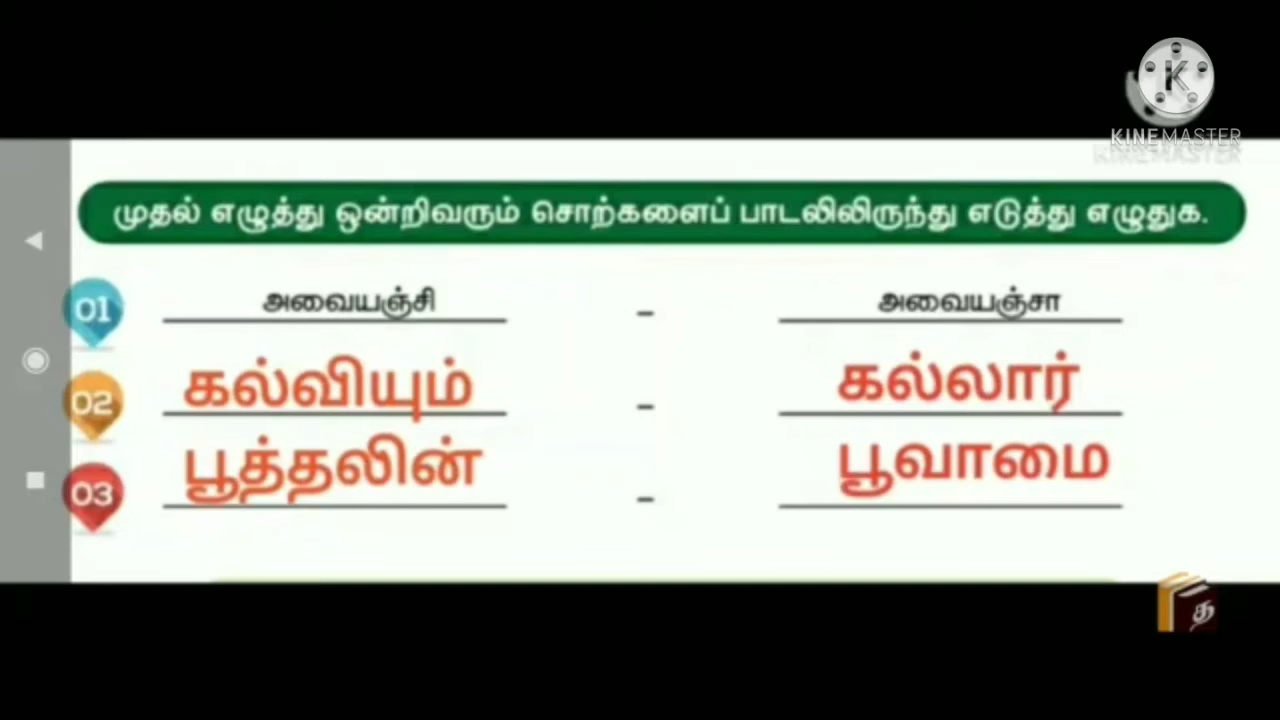 KINEMASTER
முதல் எழுத்து ஒன்றிவரும் சொற்களைப் பாடலிலிருந்து எடுத்து எழுதுக.
01 அவையஞ்சி - அவையஞ்சா
02 கல்வியும் - கல்லார்
03 பூத்தலின் - பூவாமை
த